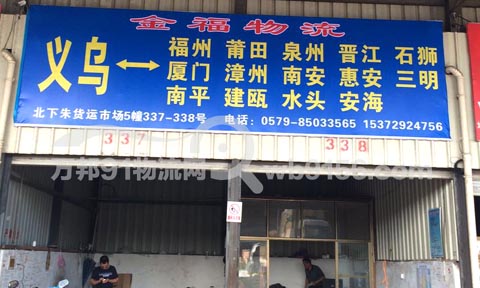 金福物流
义乌
福州 莆田 泉州 晋江 石狮
厦门 漳州 南安 惠安 三明
南平 建瓯 水头 安海
北下朱货运市场5幢337-338号 电话：0579-85033565 15372924756
337
338
万邦91物流网